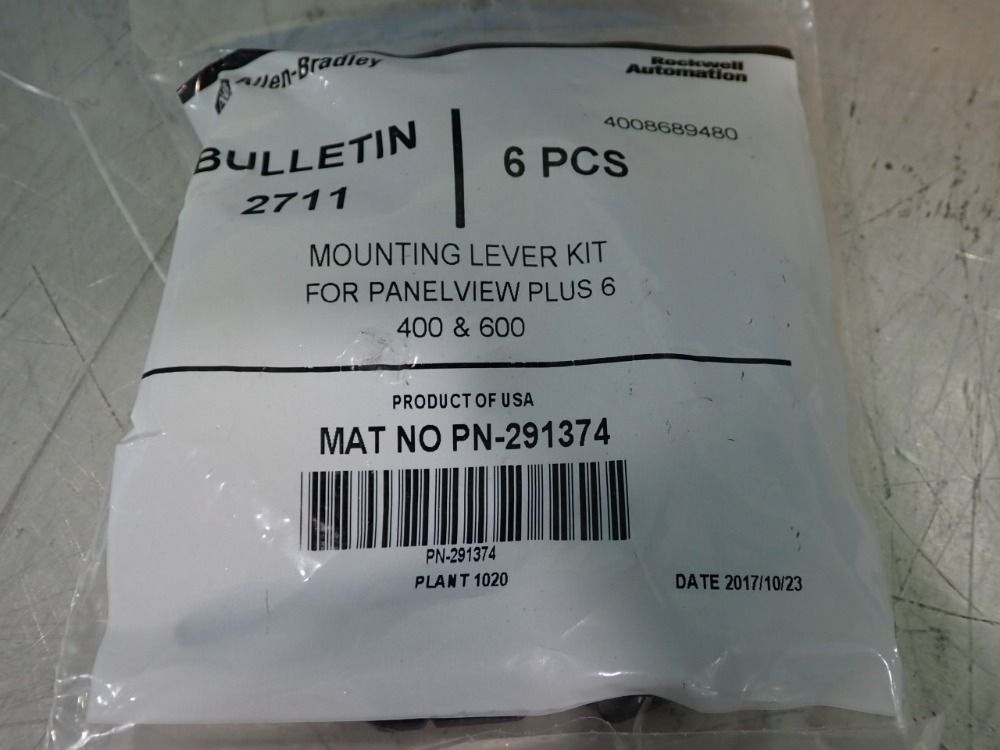 Allen-Bradley
Rockwell
Automation
4008689480
BULLETIN
2711
6 PCS
MOUNTING LEVER KIT
FOR PANELVIEW PLUS 6
400 & 600
PRODUCT OF USA
MAT NO PN-291374
PN-291374
PLANT 1020
DATE 2017/10/23